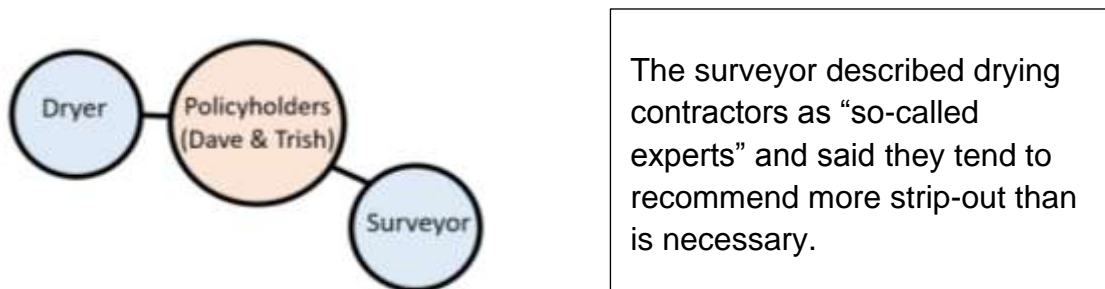 Dryer
Policyholders
(Dave & Trish)
Surveyor
The surveyor described drying
contractors as “so-called
experts” and said they tend to
recommend more strip-out than
is necessary.